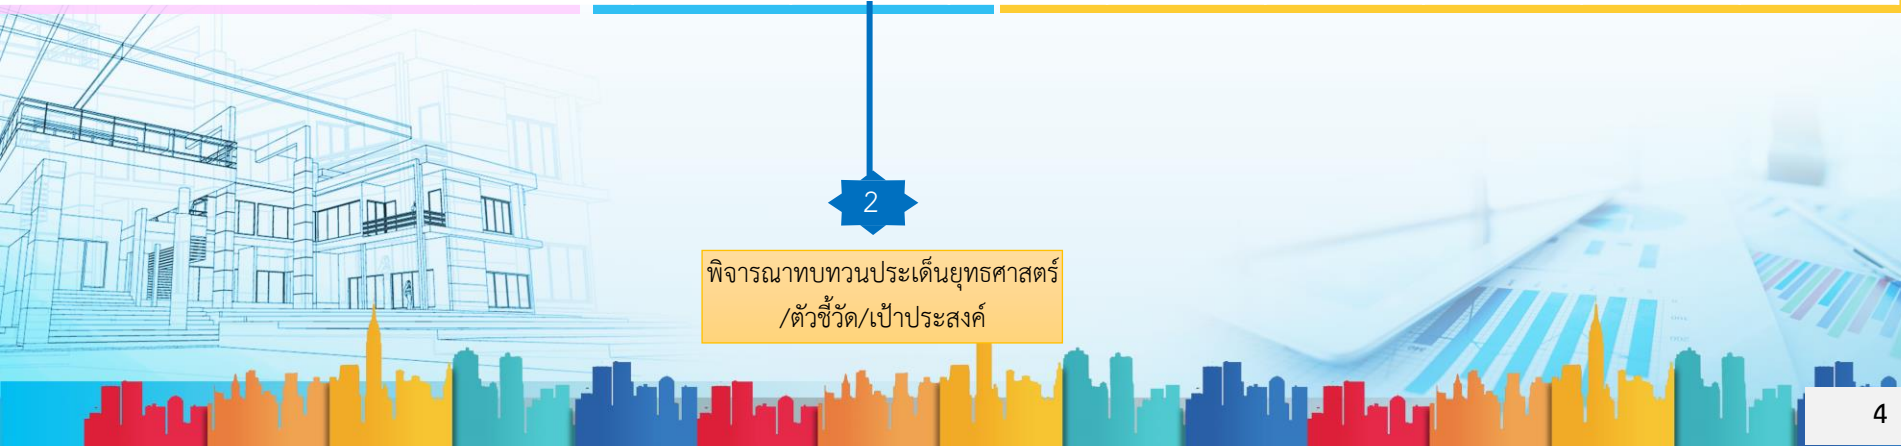 2
พิจารณาทบทวนประเด็นยุทธศาสตร์
/ตัวชี้วัด/เป้าประสงค์
4